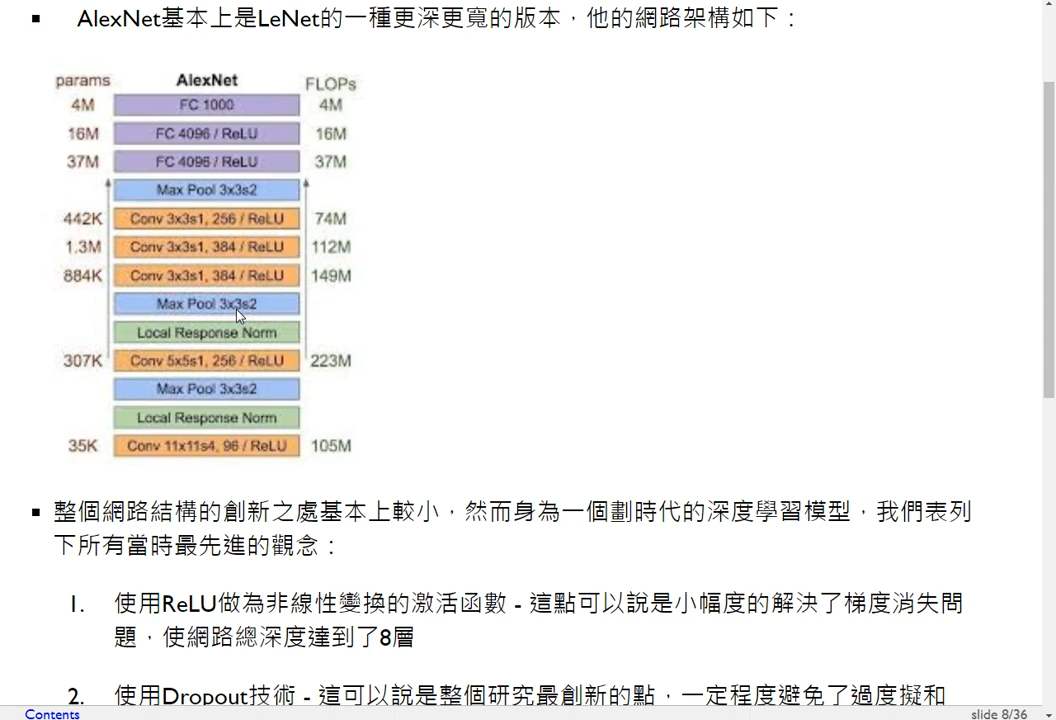 ▪ AlexNet基本上是LeNet的一種更深更寬的版本，他的網路架構如下：
params AlexNet FLOPs
4M FC 1000 4M
16M FC 4096 / ReLU 16M
37M FC 4096 / ReLU 37M
Max Pool 3x3s2
442K Conv 3x3s1, 256 / ReLU 74M
1.3M Conv 3x3s1, 384 / ReLU 112M
884K Conv 3x3s1, 384 / ReLU 149M
Max Pool 3x3s2
Local Response Norm
307K Conv 5x5s1, 256 / ReLU 223M
Max Pool 3x3s2
Local Response Norm
35K Conv 11x11s4, 96 / ReLU 105M
▪ 整個網路結構的創新之處基本上較小，然而身為一個劃時代的深度學習模型，我們表列
下所有當時最先進的觀念：
1. 使用ReLU做為非線性變換的激活函數 - 這點可以說是小幅度的解決了梯度消失問
題，使網路總深度達到了8層
2. 使用Dropout技術 - 這可以說是整個研究最創新的點，一定程度避免了過度擬和
Contents slide 8/36